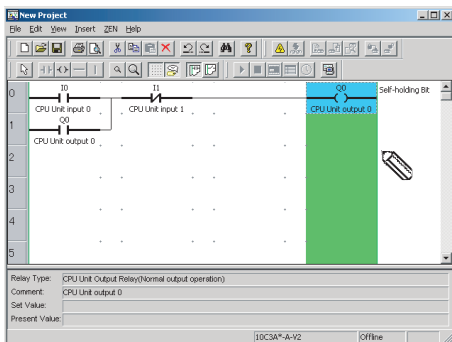 New Project
File Edit View Insert ZEN Help
0 I0 I1 Q0 Self-holding Bit
CPU Unit input 0 CPU Unit input 1 CPU Unit output 0
1 Q0
CPU Unit output 0
2
3
4
5
Relay Type: CPU Unit Output Relay(Normal output operation)
Comment: CPU Unit output 0
Set Value:
Present Value:
10C3A*-A-V2 Offline